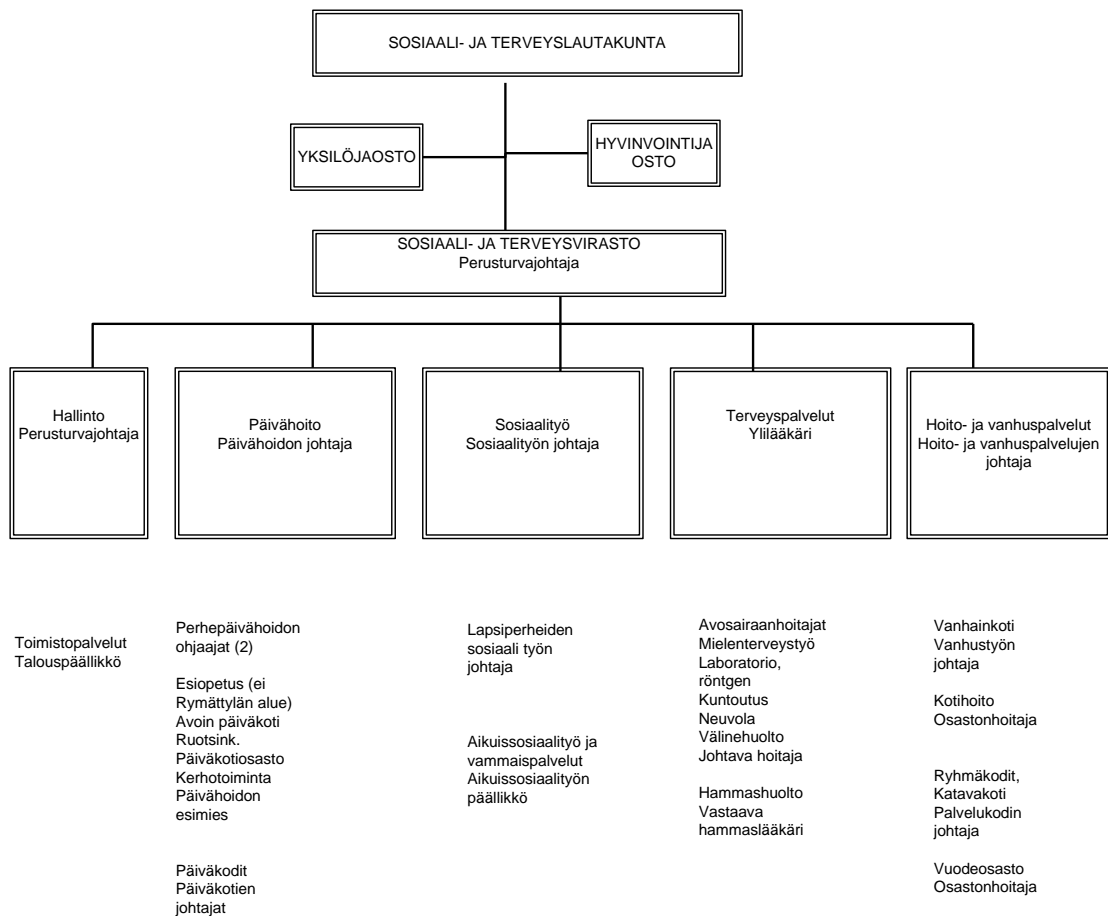 SOSIAALI- JA TERVEYSLAUTAKUNTA
YKSILÖJAOSTO
HYVINVOINTIJA
OSTO
SOSIAALI- JA TERVEYSVIRASTO
Perusturvajohtaja
Hallinto
Perusturvajohtaja
Päivähoito
Päivähoidon johtaja
Sosiaalityö
Sosiaalityön johtaja
Terveyspalvelut
Ylilääkäri
Hoito- ja vanhuspalvelut
Hoito- ja vanhuspalvelujen
johtaja
Toimistopalvelut
Talouspäällikkö
Perhepäivähoidon
ohjaajat (2)
Esiopetus (ei
Rymättylän alue)
Avoin päiväkoti
Ruotsink.
Päiväkotiosasto
Kerhotoiminta
Päivähoidon
esimies
Päiväkodit
Päiväkotien
johtajat
Lapsiperheiden
sosiaali työn
johtaja
Aikuissosiaalityö ja
vammaispalvelut
Aikuissosiaalityön
päällikkö
Avosairaanhoitajat
Mielenterveystyö
Laboratorio,
röntgen
Kuntoutus
Neuvola
Välinehuolto
Johtava hoitaja
Hammashuolto
Vastaava
hammaslääkäri
Vanhainkoti
Vanhustyön
johtaja
Kotihoito
Osastonhoitaja
Ryhmäkodit,
Katavakoti
Palvelukodin
johtaja
Vuodeosasto
Osastonhoitaja